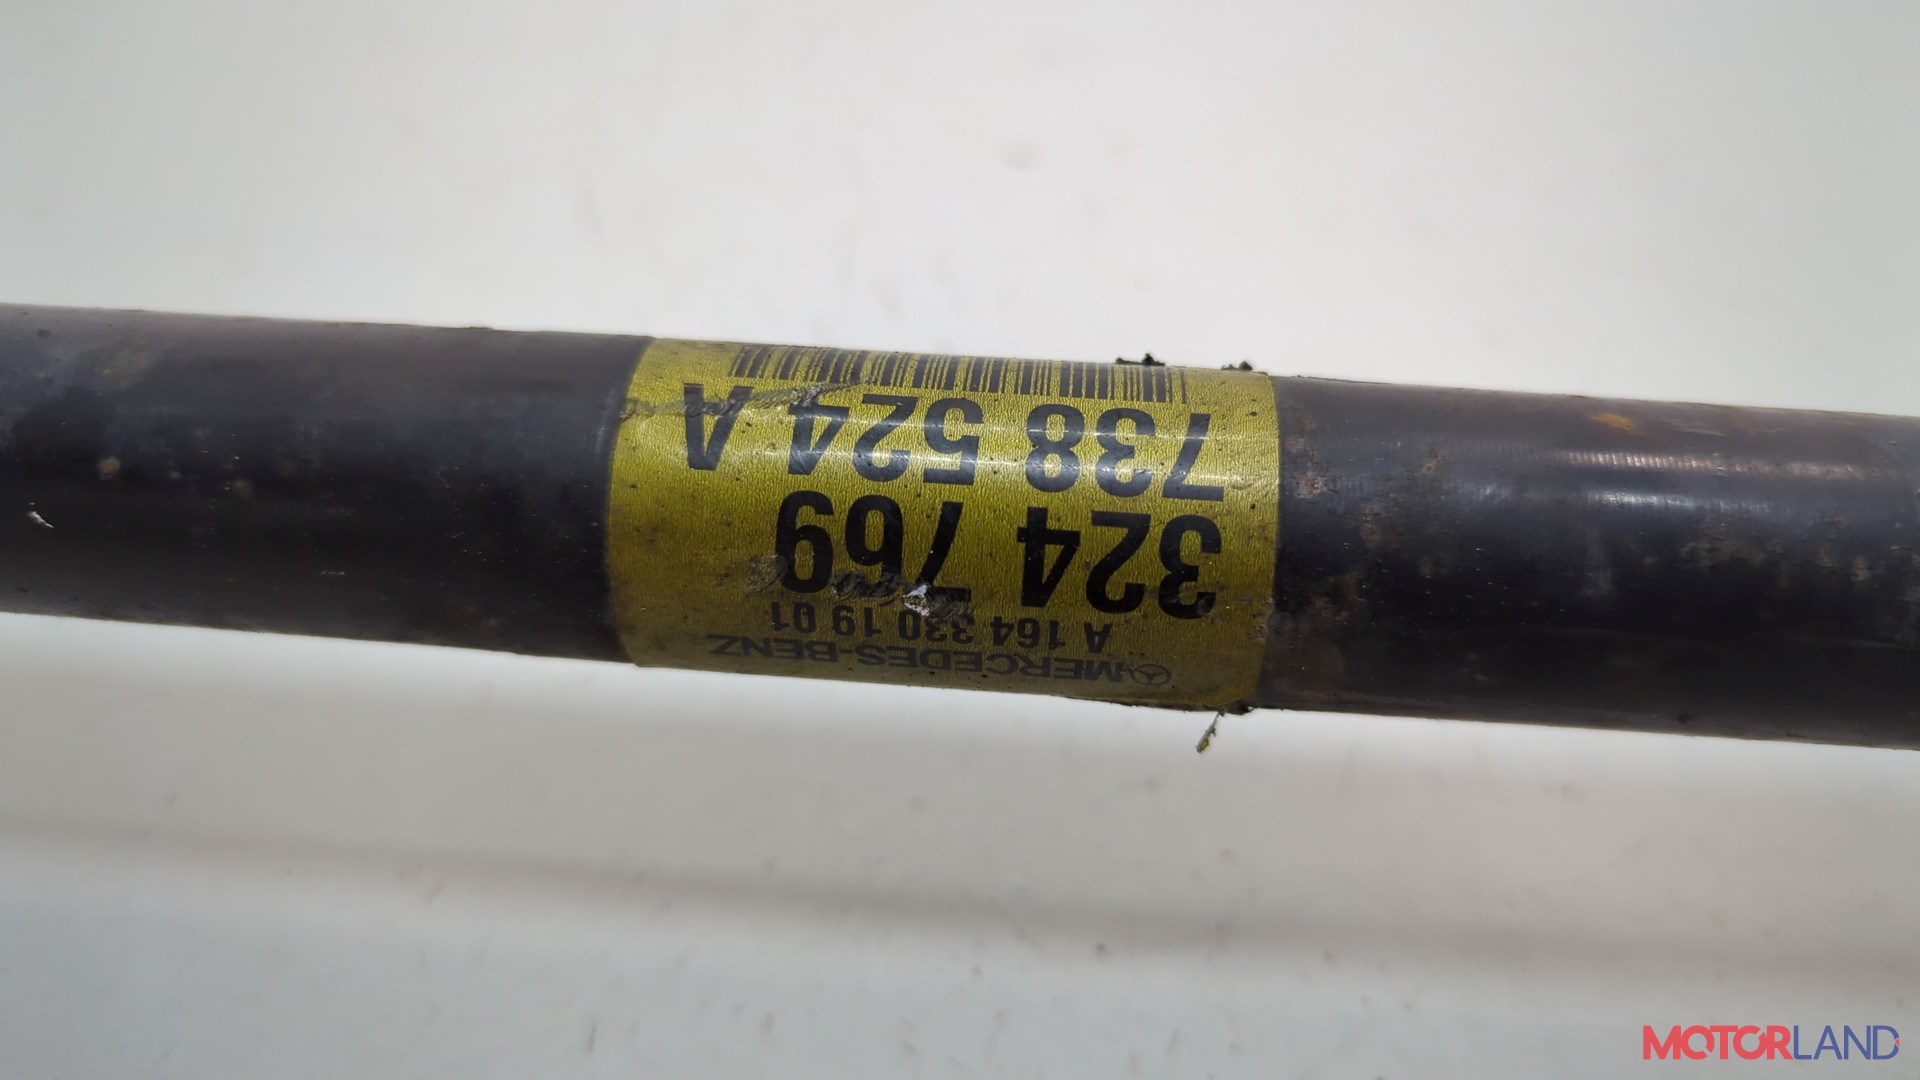 MERCEDES-BENZ
A 164 330 19 01
324 769
738 524 A
MOTORLAND